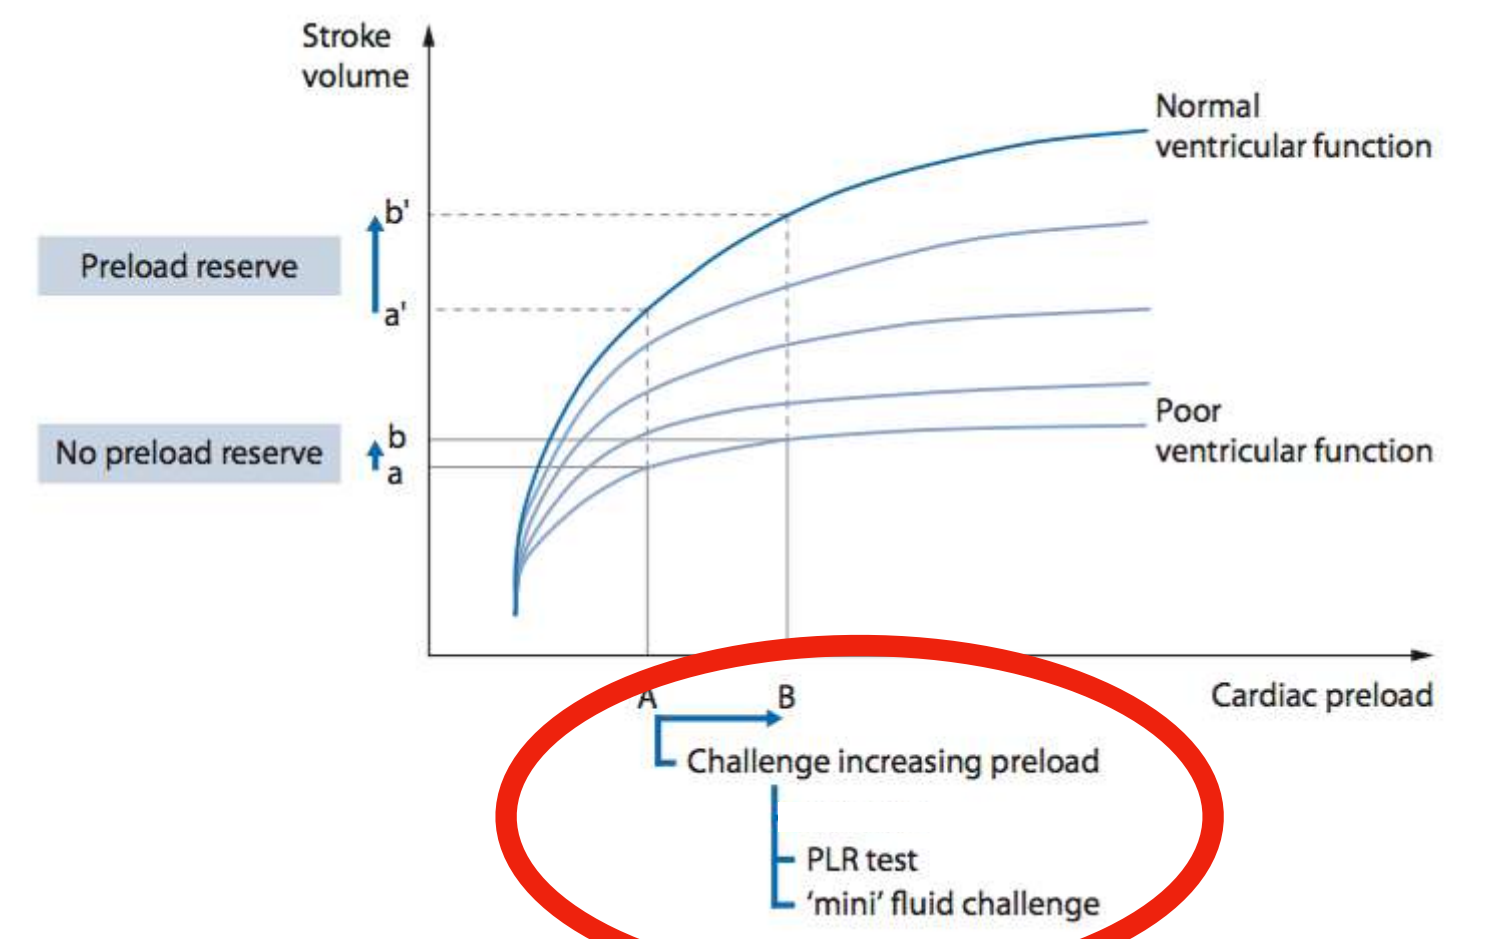 Stroke
volume
Normal
ventricular function
b'
Preload reserve
a'
Poor
ventricular function
b
No preload reserve
a
A
B
Cardiac preload
Challenge increasing preload
PLR test
‘mini’ fluid challenge